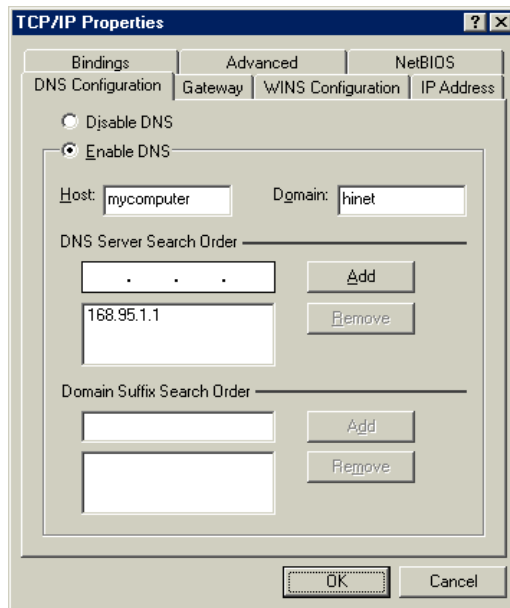 TCP/IP Properties
Bindings Advanced NetBIOS
DNS Configuration Gateway WINS Configuration IP Address
Disable DNS
Enable DNS
Host: mycomputer Domain: hinet
DNS Server Search Order
. . . Add
168.95.1.1 Remove
Domain Suffix Search Order
Add
Remove
OK Cancel